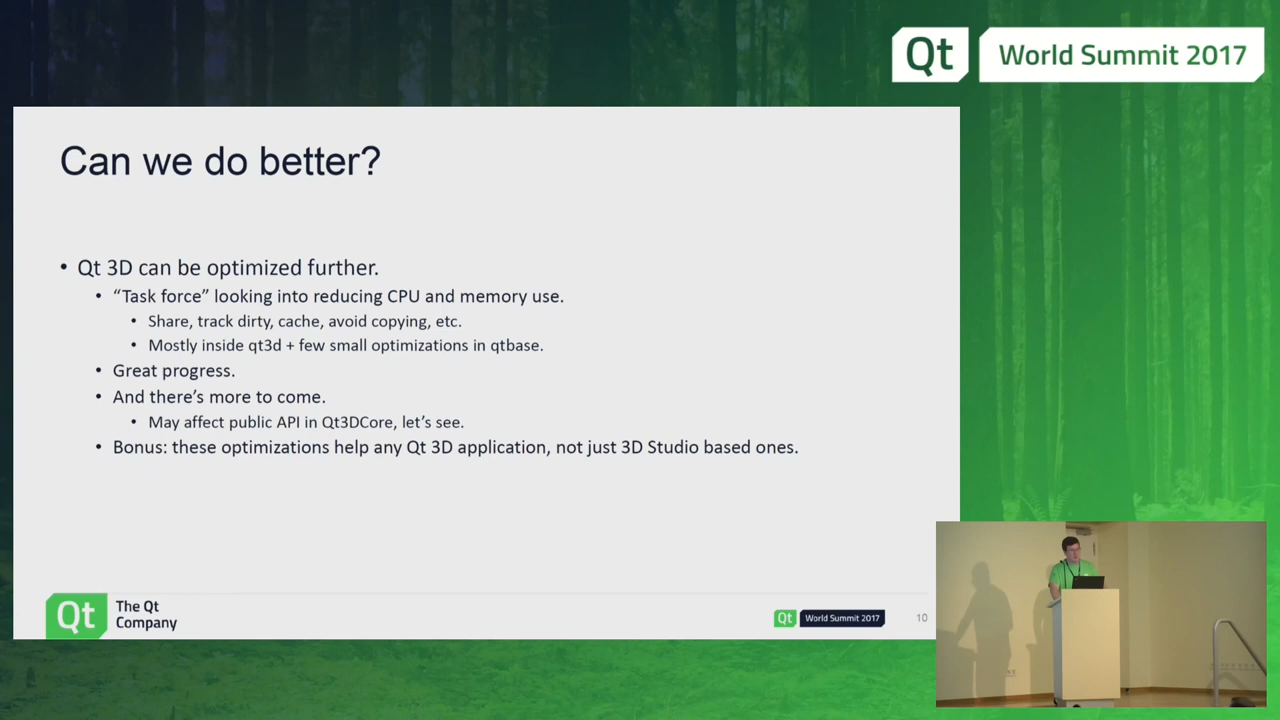 Qt World Summit 2017
Can we do better?
• Qt 3D can be optimized further.
• “Task force” looking into reducing CPU and memory use.
• Share, track dirty, cache, avoid copying, etc.
• Mostly inside qt3d + few small optimizations in qtbase.
• Great progress.
• And there’s more to come.
• May affect public API in Qt3DCore, let’s see.
• Bonus: these optimizations help any Qt 3D application, not just 3D Studio based ones.
Qt The Qt
Company
Qt World Summit 2017 10